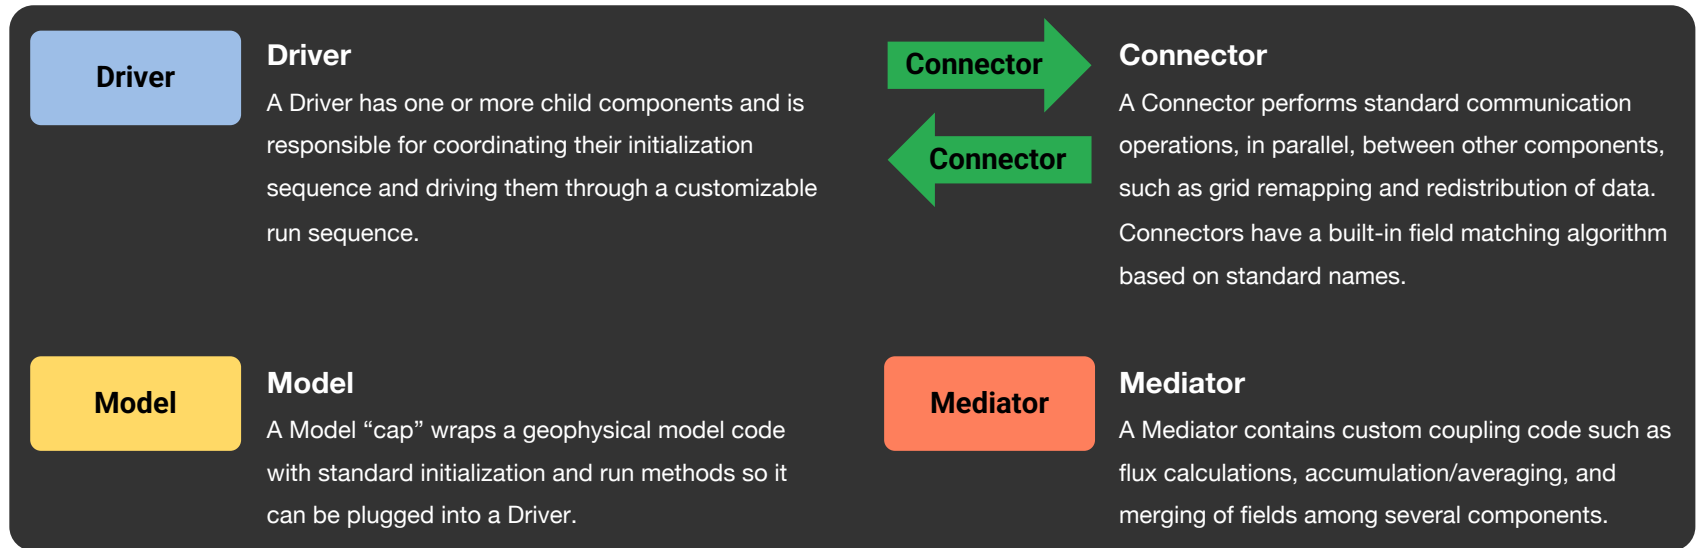 Driver
Driver
A Driver has one or more child components and is
responsible for coordinating their initialization
sequence and driving them through a customizable
run sequence.
Connector
Connector
Connector
A Connector performs standard communication
operations, in parallel, between other components,
such as grid remapping and redistribution of data.
Connectors have a built-in field matching algorithm
based on standard names.
Model
Model
A Model “cap” wraps a geophysical model code
with standard initialization and run methods so it
can be plugged into a Driver.
Mediator
Mediator
A Mediator contains custom coupling code such as
flux calculations, accumulation/averaging, and
merging of fields among several components.